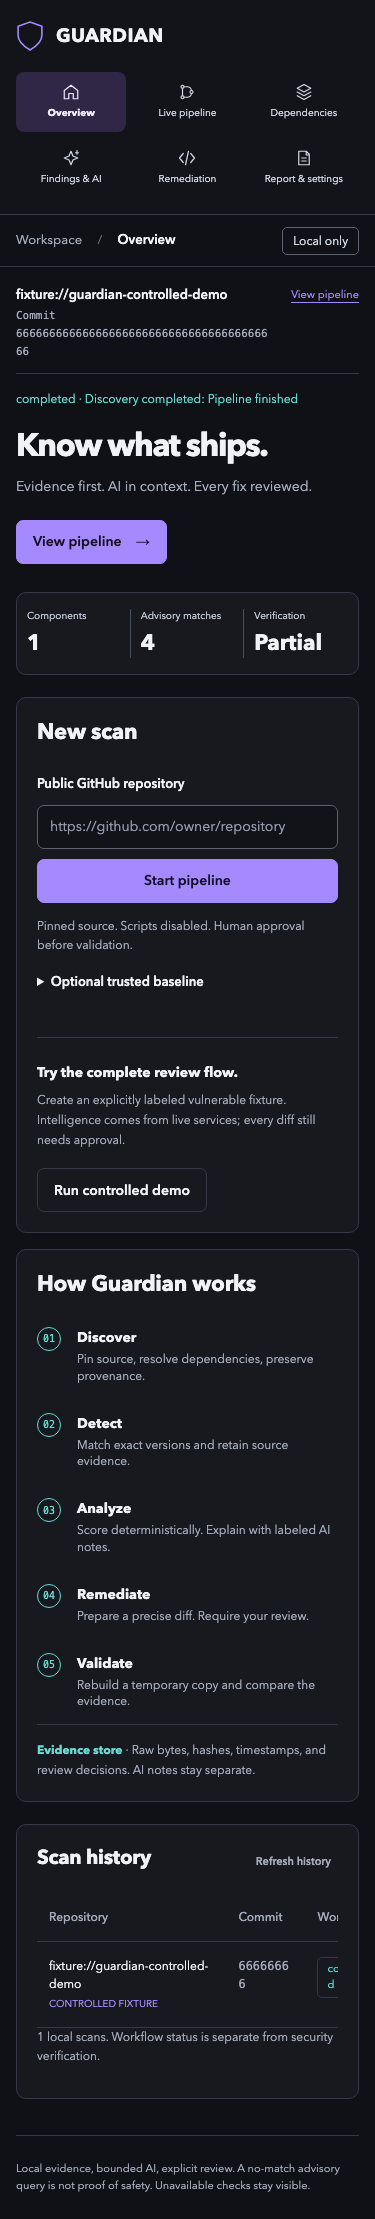 GUARDIAN
Overview
Live pipeline
Dependencies
Findings & AI
Remediation
Report & settings
Workspace / Overview
Local only
fixture://guardian-controlled-demo
View pipeline
Commit
66666666666666666666666666666666666666
66
completed · Discovery completed: Pipeline finished
Know what ships.
Evidence first. AI in context. Every fix reviewed.
View pipeline →
Components
1
Advisory matches
4
Verification
Partial
New scan
Public GitHub repository
https://github.com/owner/repository
Start pipeline
Pinned source. Scripts disabled. Human approval
before validation.
Optional trusted baseline
Try the complete review flow.
Create an explicitly labeled vulnerable fixture.
Intelligence comes from live services; every diff still
needs approval.
Run controlled demo
How Guardian works
01
Discover
Pin source, resolve dependencies, preserve
provenance.
02
Detect
Match exact versions and retain source
evidence.
03
Analyze
Score deterministically. Explain with labeled AI
notes.
04
Remediate
Prepare a precise diff. Require your review.
05
Validate
Rebuild a temporary copy and compare the
evidence.
Evidence store · Raw bytes, hashes, timestamps, and
review decisions. AI notes stay separate.
Scan history
Refresh history
Repository
Commit
fixture://guardian-controlled-
demo
CONTROLLED FIXTURE
6666666
6
1 local scans. Workflow status is separate from security
verification.
Local evidence, bounded AI, explicit review. A no-match advisory
query is not proof of safety. Unavailable checks stay visible.